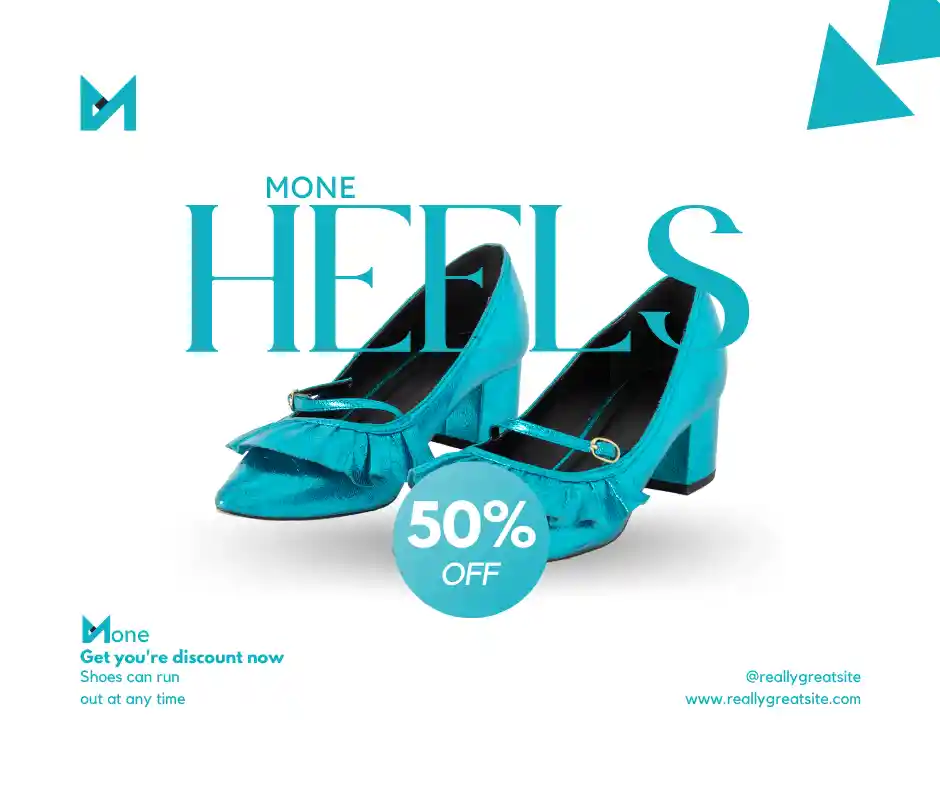 MONE
HEELS
50%
OFF
Mone
Get you're discount now
Shoes can run
out at any time
@reallygreatsite
www.reallygreatsite.com